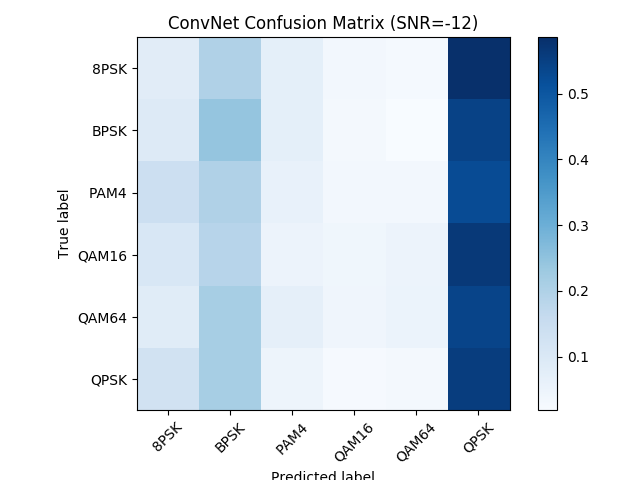 ConvNet Confusion Matrix (SNR=-12)
True label
8PSK
BPSK
PAM4
QAM16
QAM64
QPSK
8PSK
BPSK
PAM4
QAM16
QAM64
QPSK
Predicted label
0.5
0.4
0.3
0.2
0.1